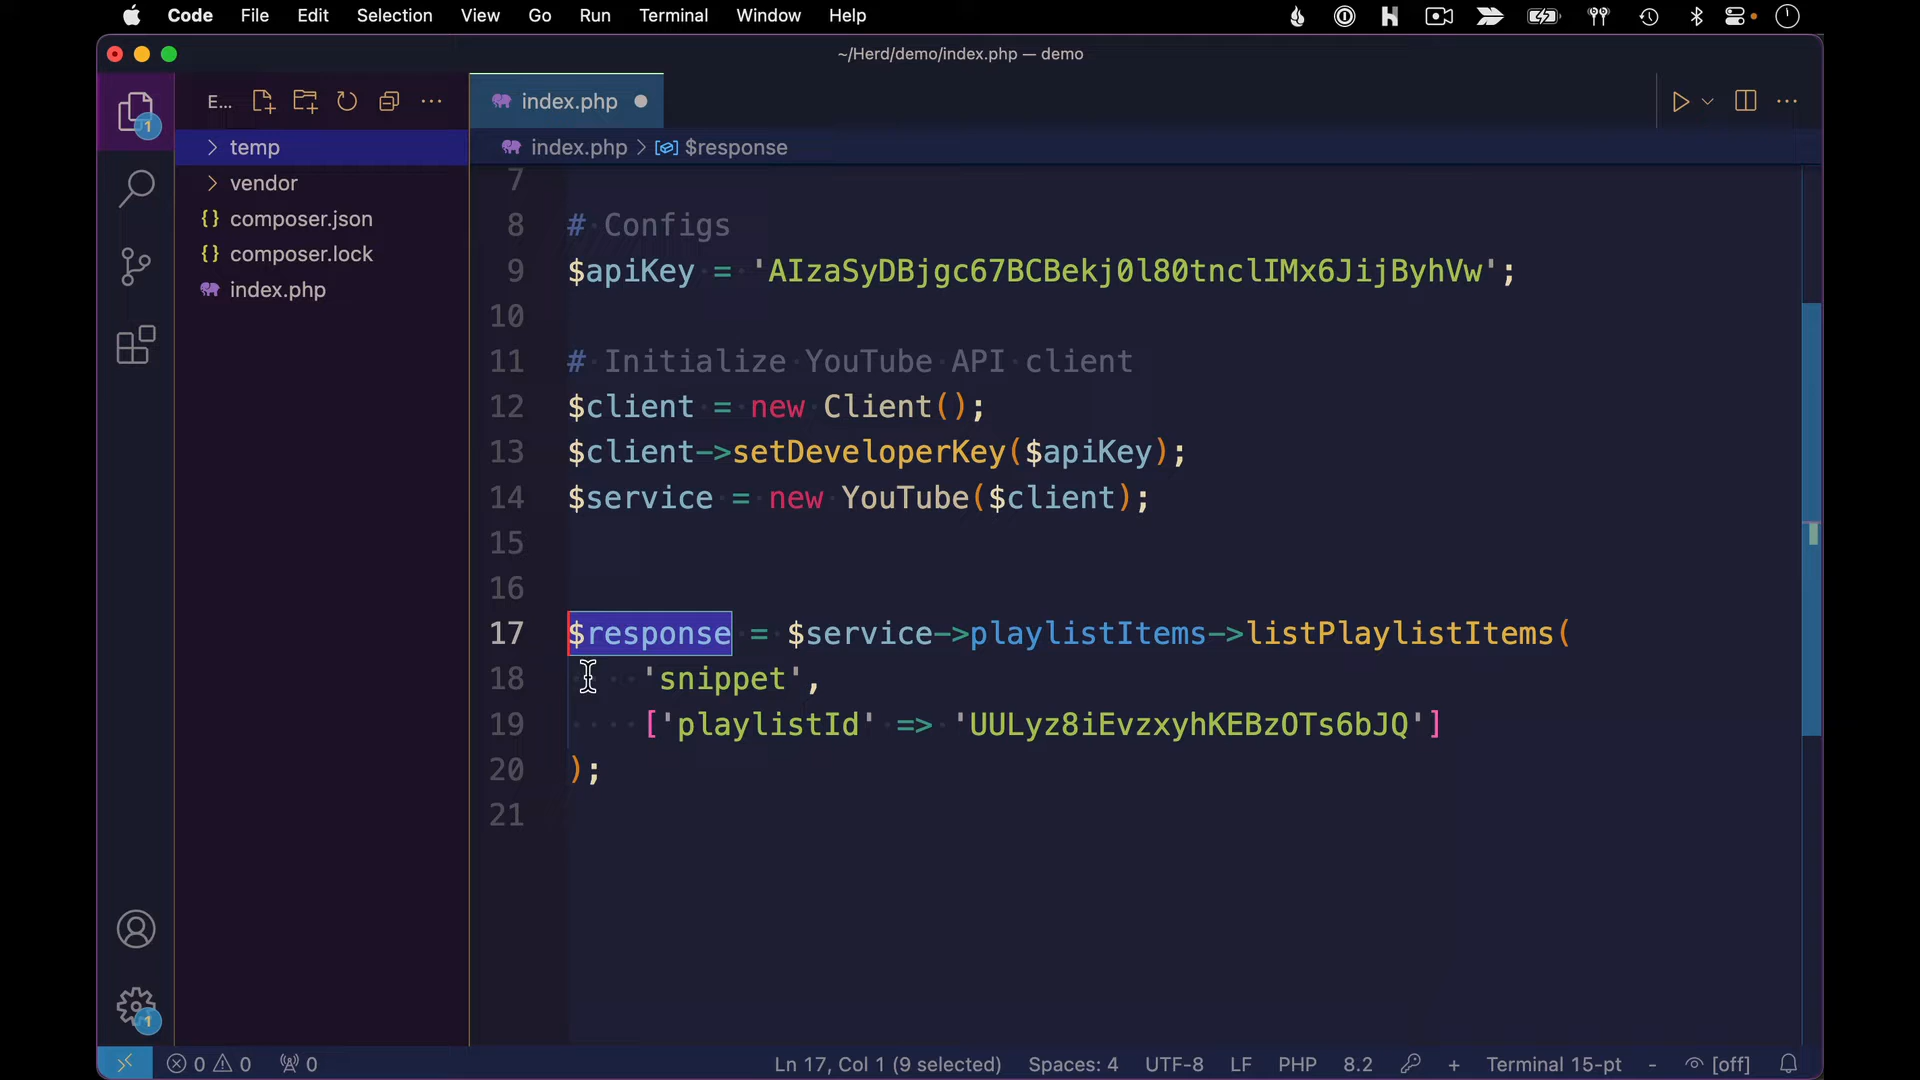 Code File Edit Selection View Go Run Terminal Window Help
~/Herd/demo/index.php — demo
E...
index.php
temp
index.php > $response
vendor
composer.json
composer.lock
index.php
1
7
8 # Configs
9 $apiKey = 'AIzaSyDBjgc67BCBekj0l80tnclIMx6JijByhVw';
10
11 # Initialize YouTube API client
12 $client = new Client();
13 $client->setDeveloperKey($apiKey);
14 $service = new YouTube($client);
15
16
17 $response = $service->playlistItems->listPlaylistItems(
18 'snippet',
19 ['playlistId' => 'UULyz8iEvzxyhKEBzOTs6bJQ']
20 );
21
1
0 0 0 Ln 17, Col 1 (9 selected) Spaces: 4 UTF-8 LF PHP 8.2 + Terminal 15-pt - [off]